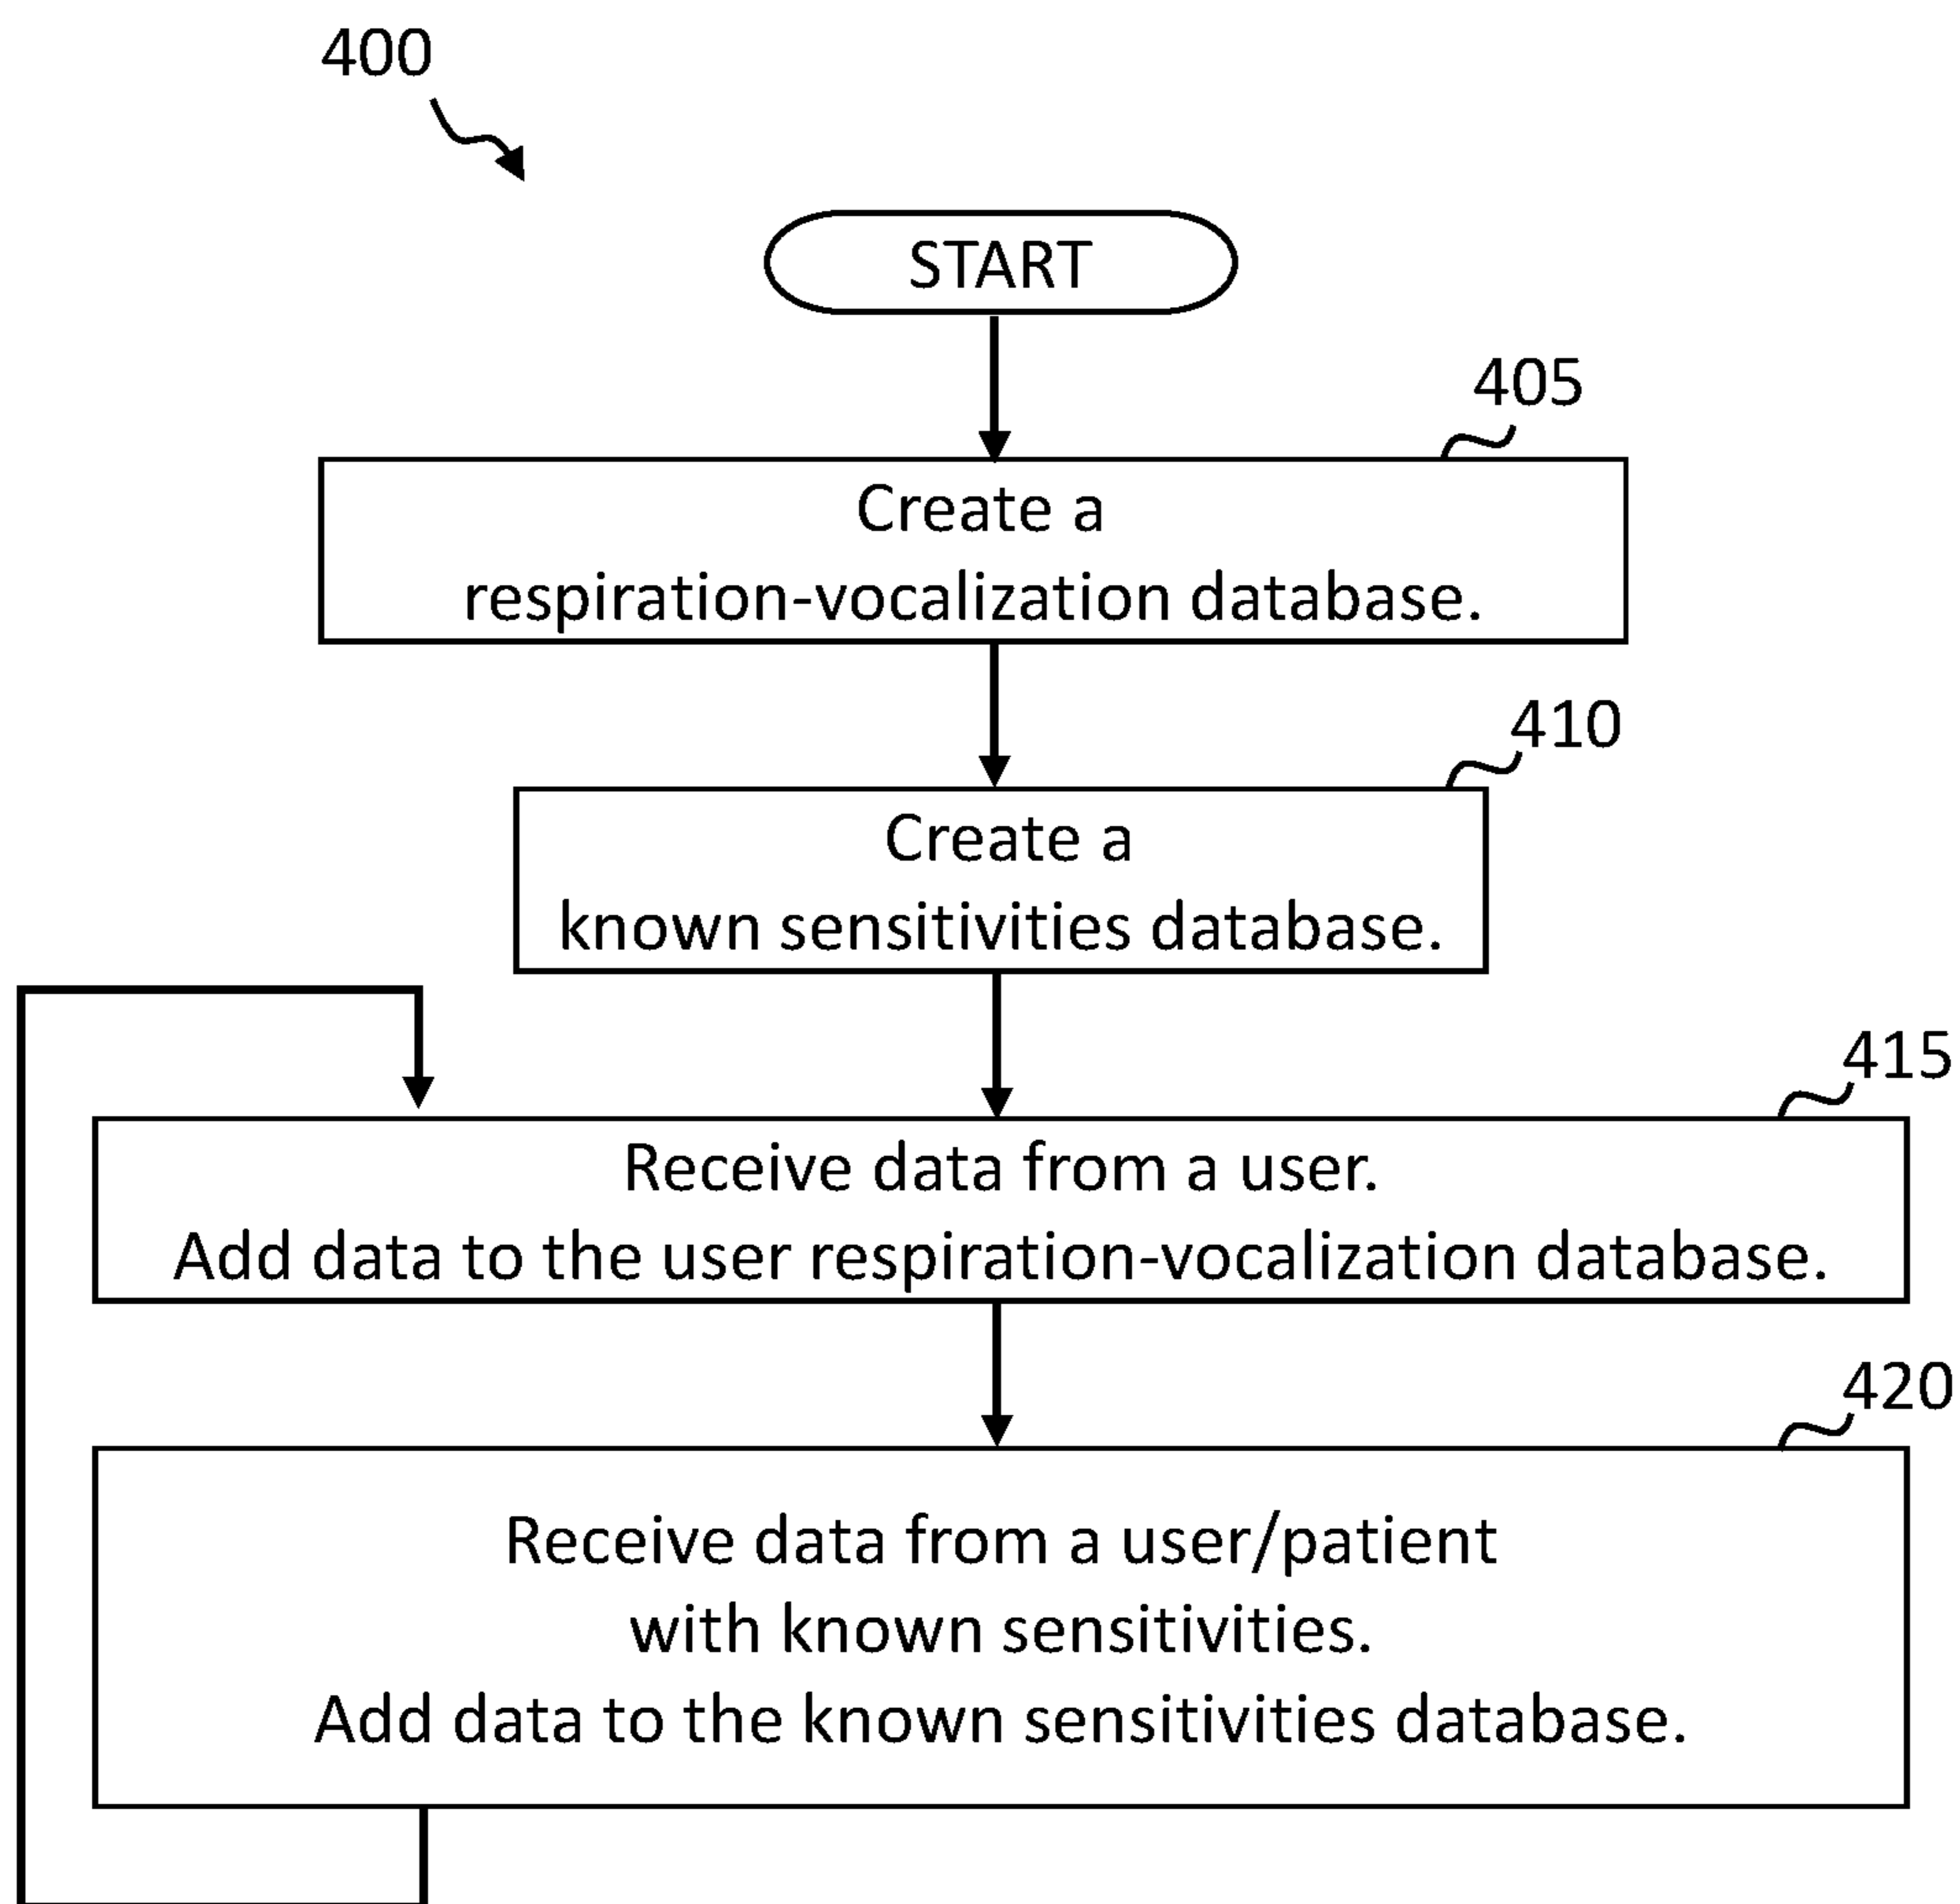 400
START
405
Create a
respiration-vocalization database.
410
Create a
known sensitivities database.
415
Receive data from a user.
Add data to the user respiration-vocalization database.
420
Receive data from a user/patient
with known sensitivities.
Add data to the known sensitivities database.